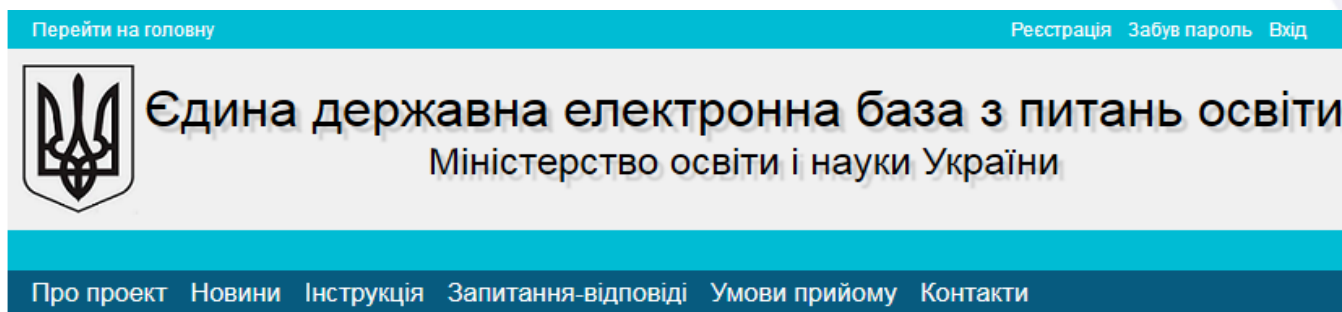 Перейти на головну Реєстрація Забув пароль Вхід
Єдина державна електронна база з питань освіти
Міністерство освіти і науки України
Про проект Новини Інструкція Запитання-відповіді Умови прийому Контакти